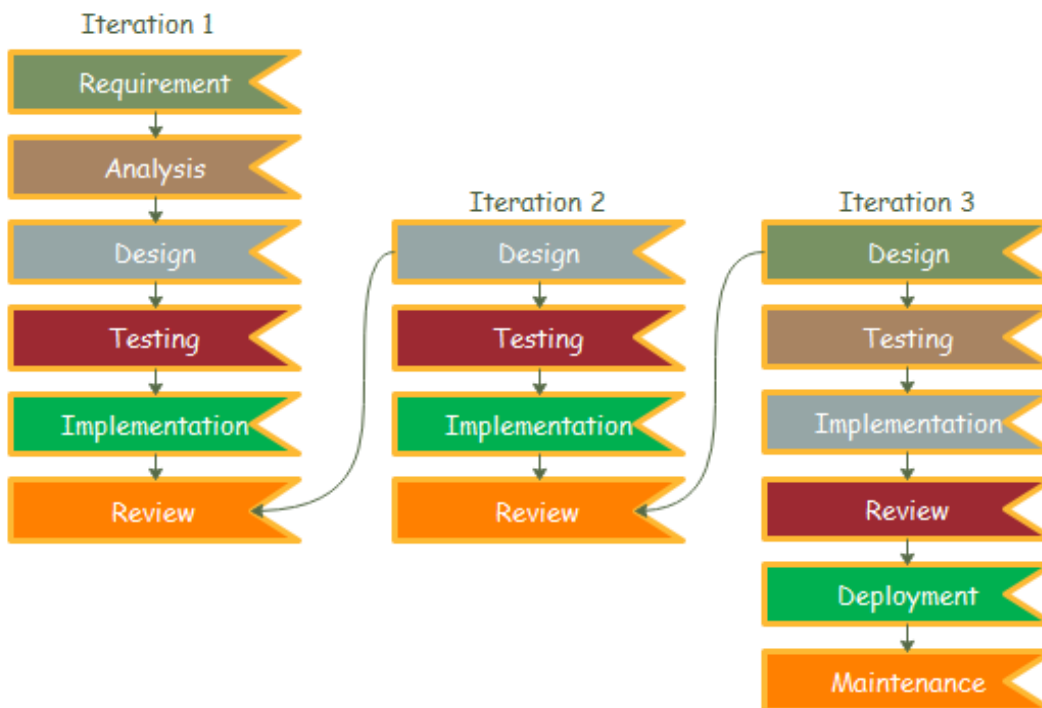 Iteration 1
Requirement
Analysis
Design
Testing
Implementation
Review
Iteration 2
Design
Testing
Implementation
Review
Iteration 3
Design
Testing
Implementation
Review
Deployment
Maintenance